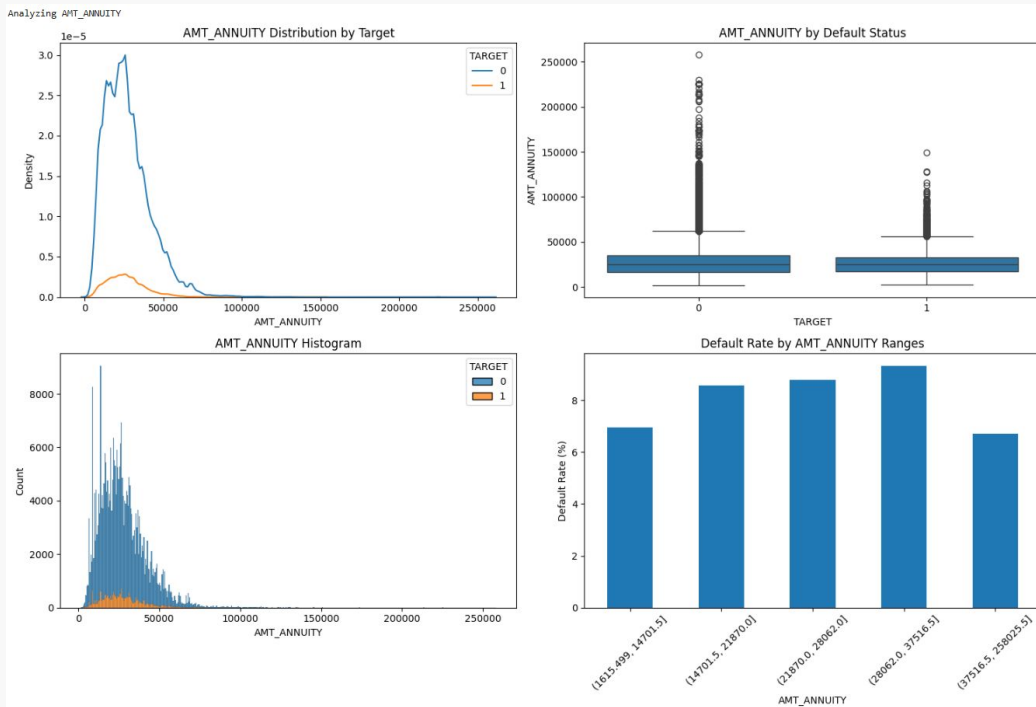 Analyzing AMT_ANNUITY
AMT_ANNUITY Distribution by Target
1e−5
3.0
2.5
2.0
1.5
1.0
0.5
0.0
Density
TARGET
0
1
0
50000
100000
150000
200000
250000
AMT_ANNUITY
AMT_ANNUITY by Default Status
250000
200000
150000
100000
50000
0
AMT_ANNUITY
0
1
TARGET
AMT_ANNUITY Histogram
8000
6000
4000
2000
0
Count
TARGET
0
1
0
50000
100000
150000
200000
250000
AMT_ANNUITY
Default Rate by AMT_ANNUITY Ranges
8
6
4
2
0
Default Rate (%)
(1615.499, 14701.5]
(14701.5, 21870.0]
(21870.0, 28062.0]
(28062.0, 37516.5]
(37516.5, 258025.5]
AMT_ANNUITY